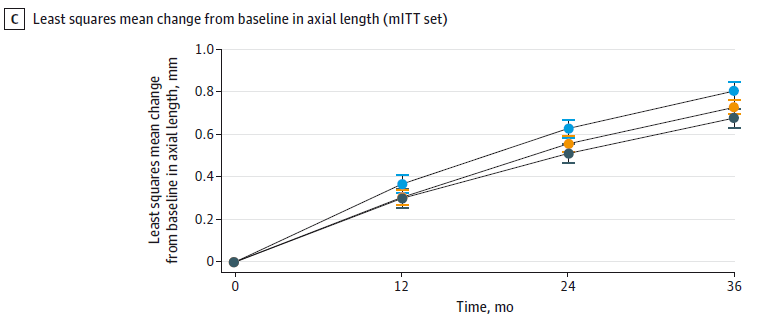 C Least squares mean change from baseline in axial length (mITT set)
Least squares mean change
from baseline in axial length, mm
1.0
0.8
0.6
0.4
0.2
0
0 12 24 36
Time, mo